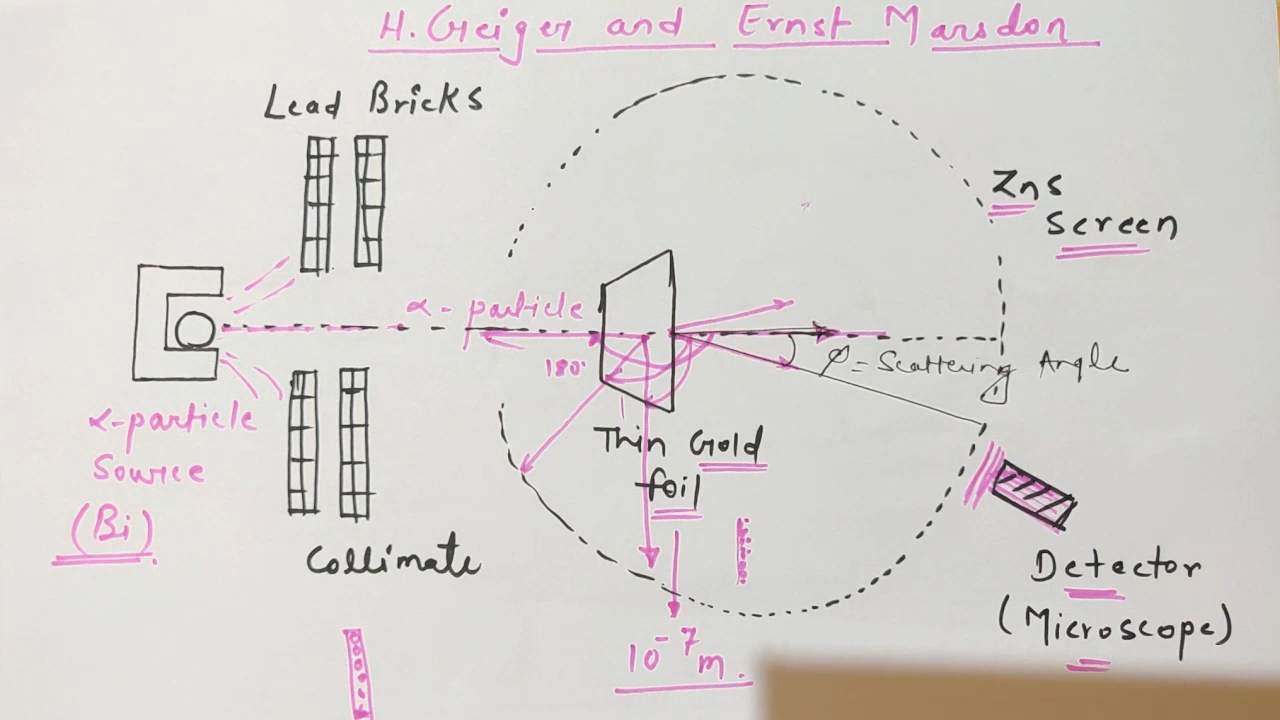 H. Geiger and Ernst Marsdon
Lead Bricks
Zns
Screen
α - particle
180°
φ = Scattering Angle
α-particle
Source
(Bi)
Thin Gold
foil
Collimate
10⁻⁷m.
Detector
(Microscope)